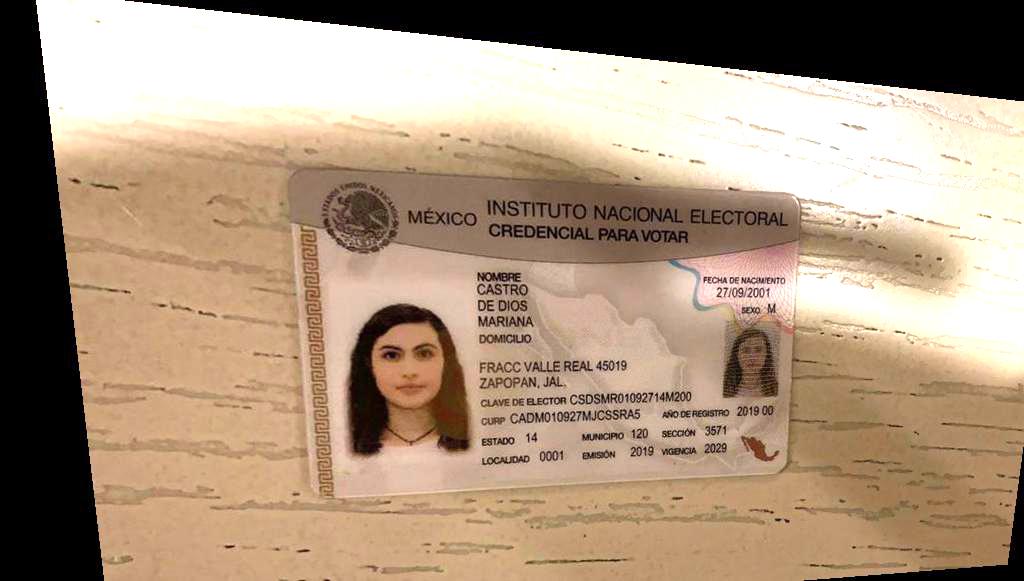 ESTADOS UNIDOS MEXICANOS
MÉXICO INSTITUTO NACIONAL ELECTORAL
CREDENCIAL PARA VOTAR
NOMBRE
CASTRO
DE DIOS
MARIANA
DOMICILIO
FRACC VALLE REAL 45019
ZAPOPAN, JAL.
FECHA DE NACIMIENTO
27/09/2001
SEXO M
CLAVE DE ELECTOR CSDSMR01092714M200
CURP CADM010927MJCSSRA5 AÑO DE REGISTRO 2019 00
ESTADO 14 MUNICIPIO 120 SECCIÓN 3571
LOCALIDAD 0001 EMISIÓN 2019 VIGENCIA 2029